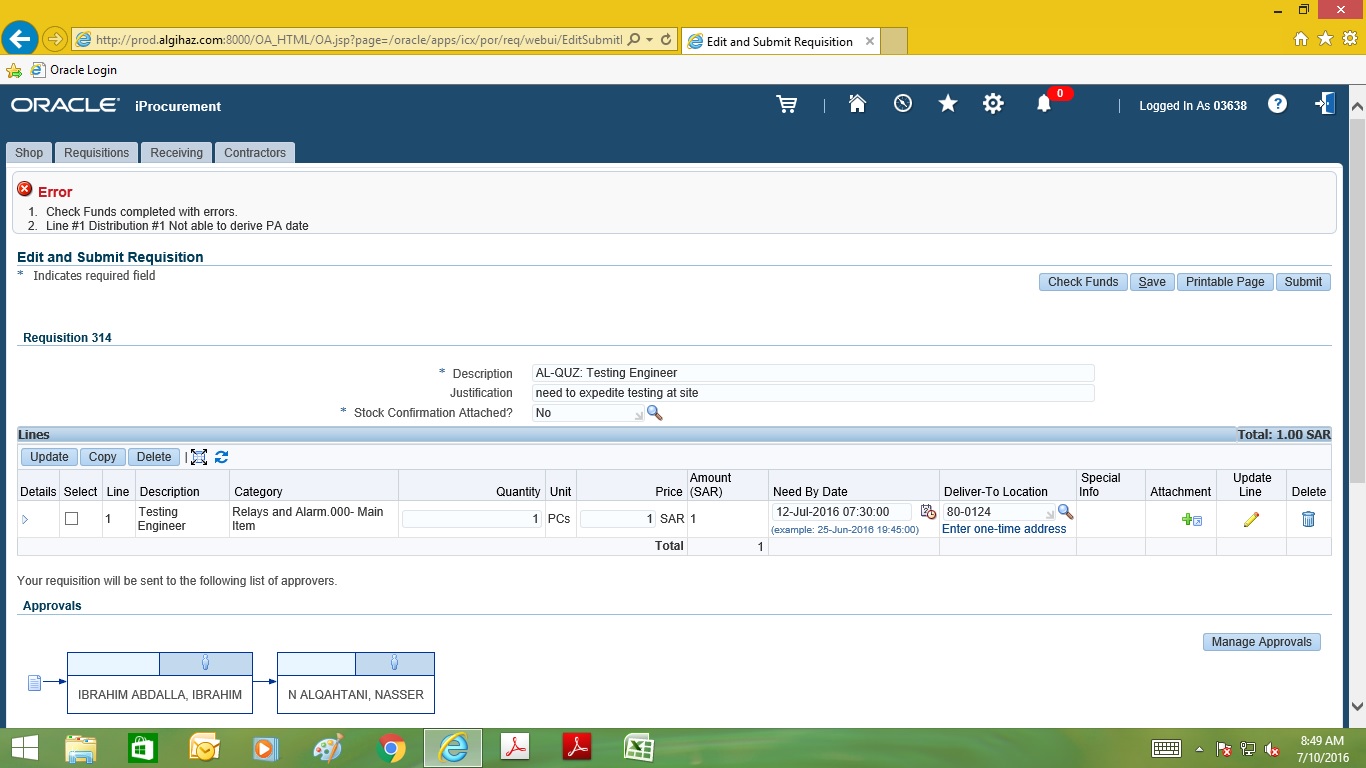 http://prod.algihaz.com:8000/OA_HTML/OA.jsp?page=/oracle/apps/icx/por/req/webui/EditSubmitI
Edit and Submit Requisition
Oracle Login
ORACLE iProcurement
0
Logged In As 03638
Shop Requisitions Receiving Contractors
Error
1. Check Funds completed with errors.
2. Line #1 Distribution #1 Not able to derive PA date
Edit and Submit Requisition
* Indicates required field
Check Funds Save Printable Page Submit
Requisition 314
* Description AL-QUZ: Testing Engineer
Justification need to expedite testing at site
* Stock Confirmation Attached? No
Lines Total: 1.00 SAR
Update Copy Delete
Details Select Line Description Category Quantity Unit Price Amount (SAR) Need By Date Deliver-To Location Special Info Attachment Update Line Delete
1 Testing Engineer Relays and Alarm.000- Main Item 1 PCs 1 SAR 1 12-Jul-2016 07:30:00 80-0124
(example: 25-Jun-2016 19:45:00) Enter one-time address
Total 1
Your requisition will be sent to the following list of approvers.
Approvals
Manage Approvals
IBRAHIM ABDALLA, IBRAHIM N ALQAHTANI, NASSER
8:49 AM
7/10/2016